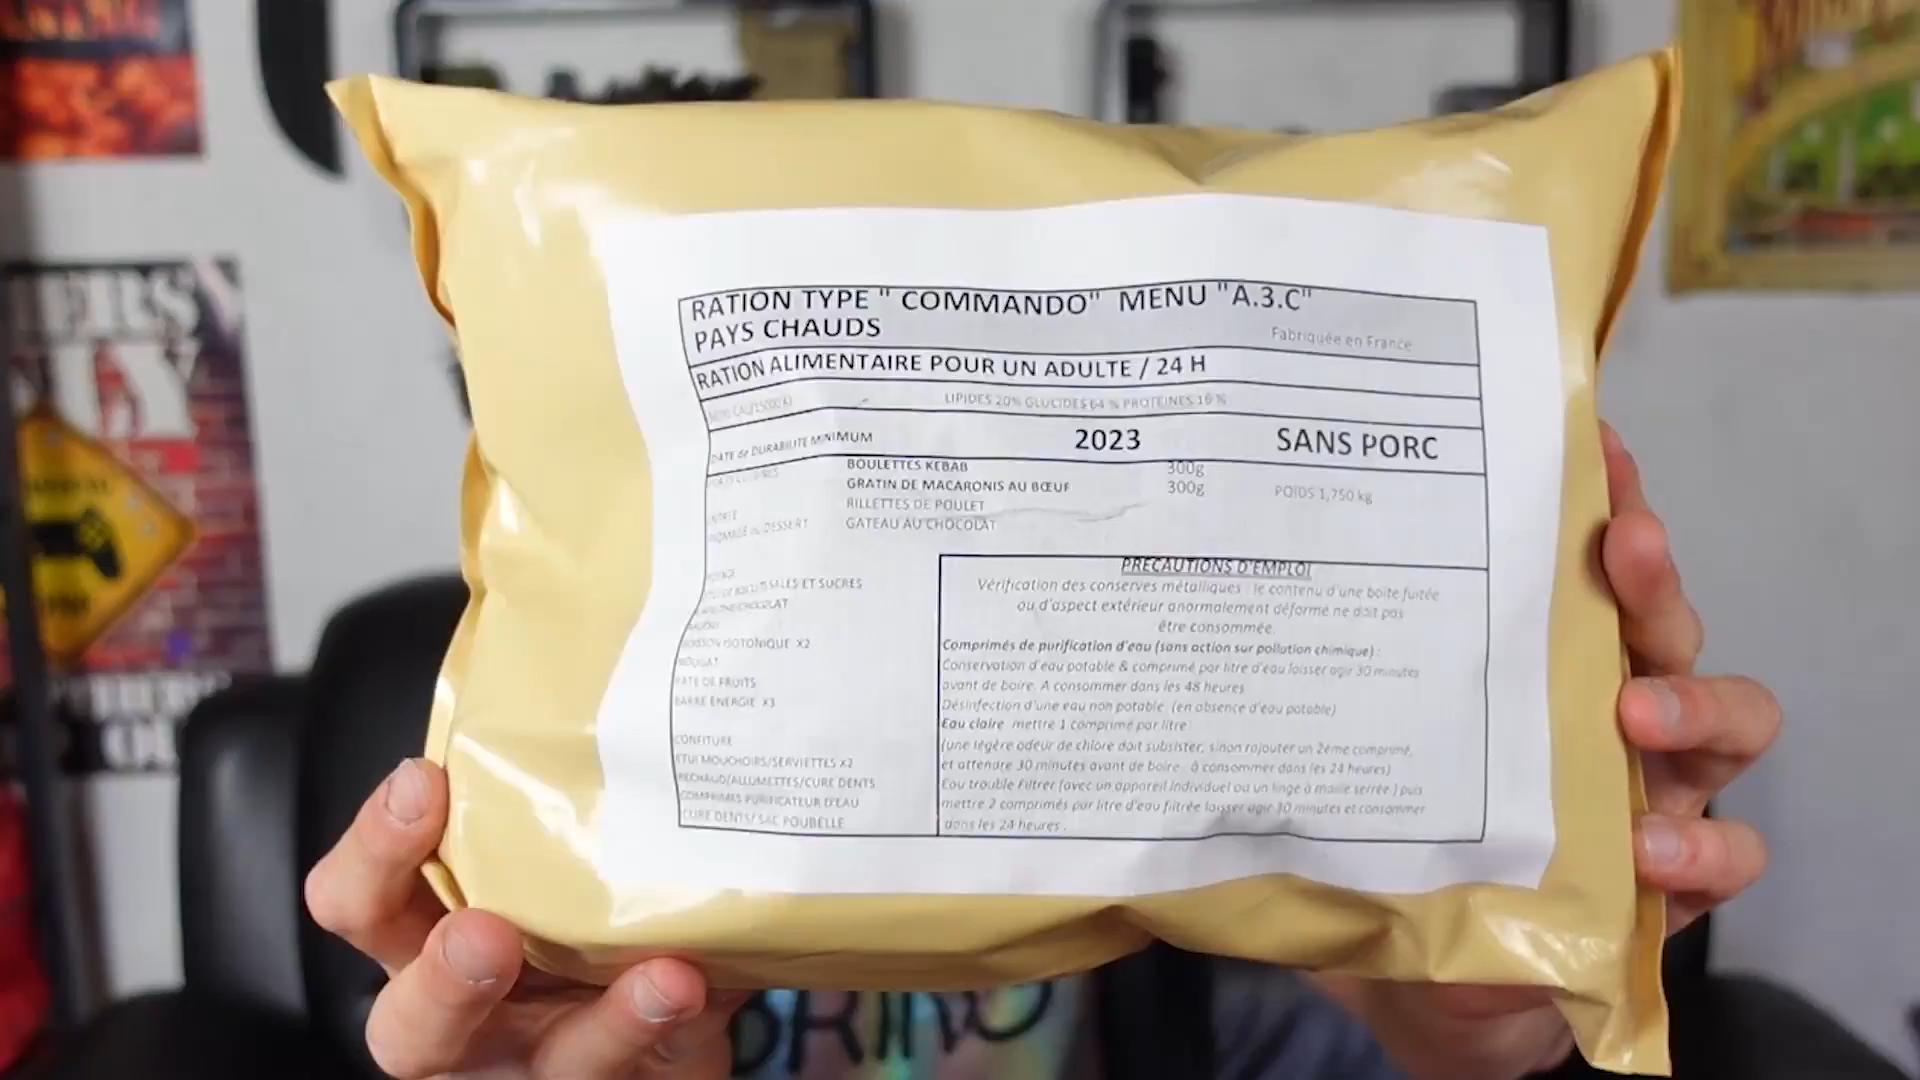 RATION TYPE " COMMANDO" MENU "A.3.C"
PAYS CHAUDS
Fabriquée en France
RATION ALIMENTAIRE POUR UN ADULTE / 24 H
LIPIDES 20% GLUCIDES 64 % PROTEINES 16 %
DATE de DURABILITE MINIMUM 2023 SANS PORC
BOULETTES KEBAB 300g
GRATIN DE MACARONIS AU BŒUF 300g POIDS 1,750 kg
RILLETTES DE POULET
GATEAU AU CHOCOLAT
SALES ET SUCRES
ISOTONIQUE X2
NOUGAT
PATE DE FRUITS
BARRE ENERGIE X3
CONFITURE
ETUI MOUCHOIRS/SERVIETTES X2
RECHAUD/ALLUMETTES/CURE DENTS
COMPRIMES PURIFICATEUR D'EAU
CURE DENTS/ SAC POUBELLE
PRECAUTIONS D'EMPLOI
Vérification des conserves métalliques : le contenu d'une boite fuitée
ou d'aspect extérieur anormalement déformé ne doit pas
être consommée.
Comprimés de purification d'eau (sans action sur pollution chimique) :
Conservation d'eau potable & comprimé par litre d'eau laisser agir 30 minutes
avant de boire. A consommer dans les 48 heures
Désinfection d'une eau non potable (en absence d'eau potable)
Eau claire mettre 1 comprimé par litre
(une légère odeur de chlore doit subsister, sinon rajouter un 2ème comprimé,
et attendre 30 minutes avant de boire à consommer dans les 24 heures)
Eau trouble Filtrer (avec un appareil individuel ou un linge à maille serrée ) puis
mettre 2 comprimés par litre d'eau filtrée laisser agir 30 minutes et consommer
dans les 24 heures .